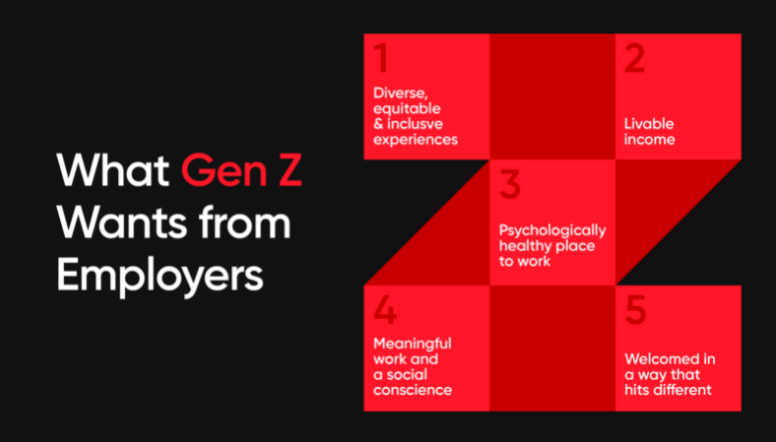 What Gen Z
Wants from
Employers
1
Diverse,
equitable
& inclusve
experiences
2
Livable
income
3
Psychologically
healthy place
to work
4
Meaningful
work and
a social
conscience
5
Welcomed in
a way that
hits different